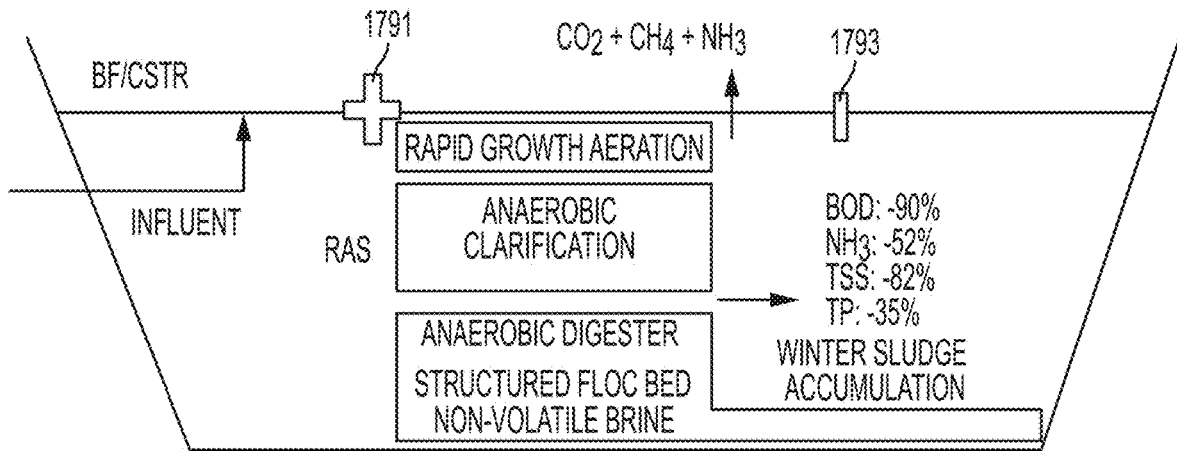 1791
CO2 + CH4 + NH3
1793
BF/CSTR
RAPID GROWTH AERATION
INFLUENT
RAS
ANAEROBIC
CLARIFICATION
BOD: -90%
NH3: -52%
TSS: -82%
TP: -35%
ANAEROBIC DIGESTER
STRUCTURED FLOC BED
NON-VOLATILE BRINE
WINTER SLUDGE
ACCUMULATION